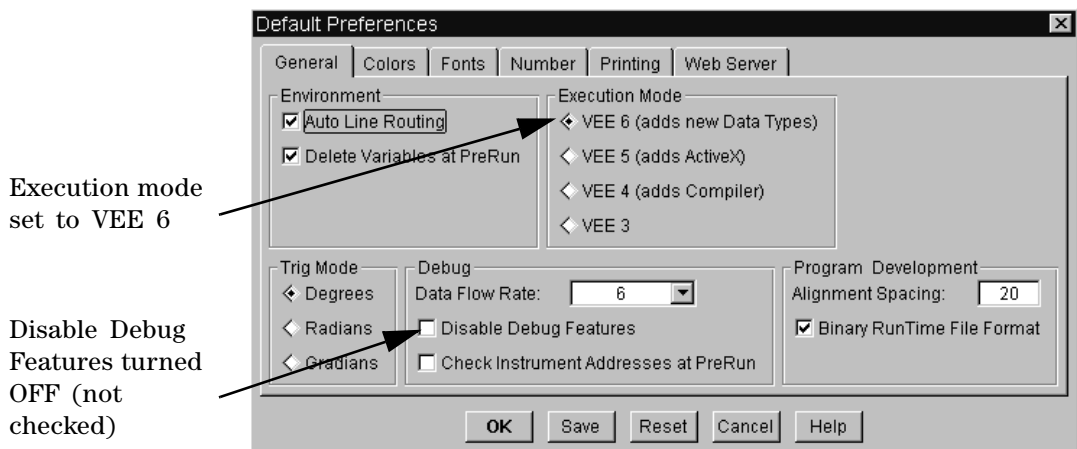 Default Preferences
General Colors Fonts Number Printing Web Server
Environment
Auto Line Routing
Delete Variables at PreRun
Execution Mode
VEE 6 (adds new Data Types)
VEE 5 (adds ActiveX)
VEE 4 (adds Compiler)
VEE 3
Execution mode
set to VEE 6
Trig Mode
Degrees
Radians
Gradians
Debug
Data Flow Rate: 6
Disable Debug Features
Check Instrument Addresses at PreRun
Program Development
Alignment Spacing: 20
Binary RunTime File Format
Disable Debug
Features turned
OFF (not
checked)
OK Save Reset Cancel Help